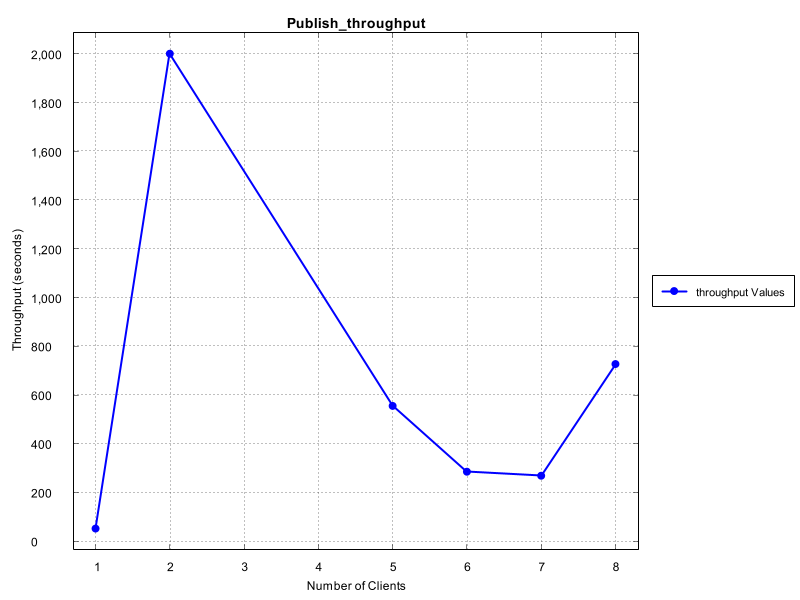 Publish_throughput
2,000
1,800
1,600
1,400
1,200
1,000
800
600
400
200
0
Throughput (seconds)
1 2 3 4 5 6 7 8
Number of Clients
throughput Values